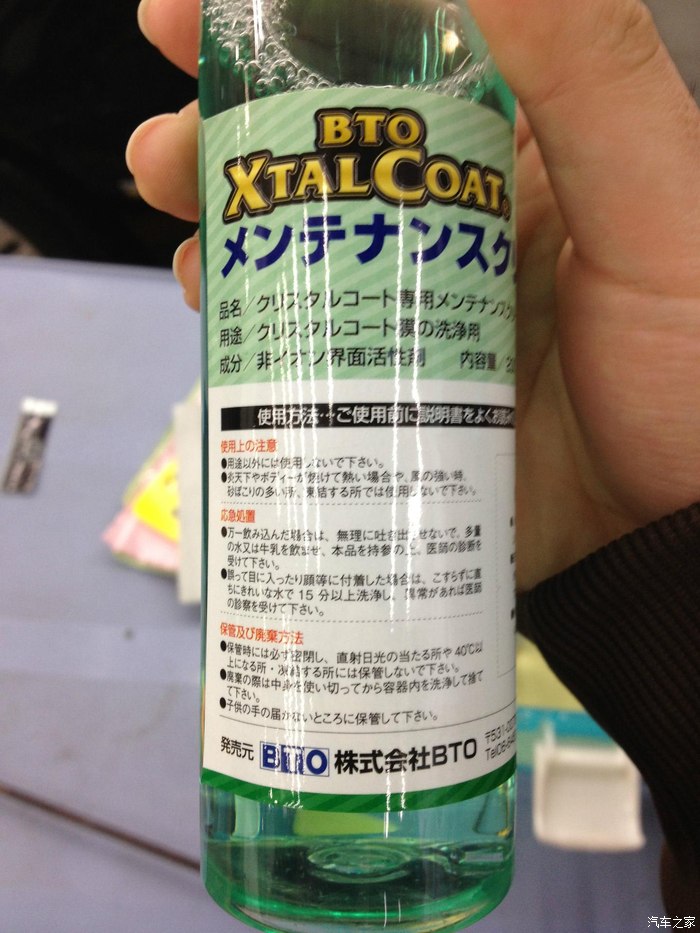 BTO
XTAL COAT®
メンテナンスク
品名／クリスタルコート専用メンテナンスク
用途／クリスタルコート膜の洗浄用
成分／非イオン界面活性剤　内容量／
使用方法…ご使用前に説明書をよくお読み
使用上の注意
●用途以外には使用しないで下さい。
●炎天下やボディーが焼けて熱い場合や、風の強い時、
砂ぼこりの多い所、凍結する所では使用しないで下さい。
応急処置
●万一飲み込んだ場合は、無理に吐き出させないで、多量
の水又は牛乳を飲ませ、本品を持参の上、医師の診断を
受けて下さい。
●誤って目に入ったり顔等に付着した場合は、こすらずに直
ちにきれいな水で15分以上洗浄し、異常があれば医師
の診察を受けて下さい。
保管及び廃棄方法
●保管時には必ず密閉し、直射日光の当たる所や40℃以
上になる所・凍結する所には保管しないで下さい。
●廃棄の際は中身を使い切ってから容器内を洗浄して捨て
て下さい。
●子供の手の届かないところに保管して下さい。
発売元 BTO 株式会社BTO
〒531-
Tel06-
汽车之家